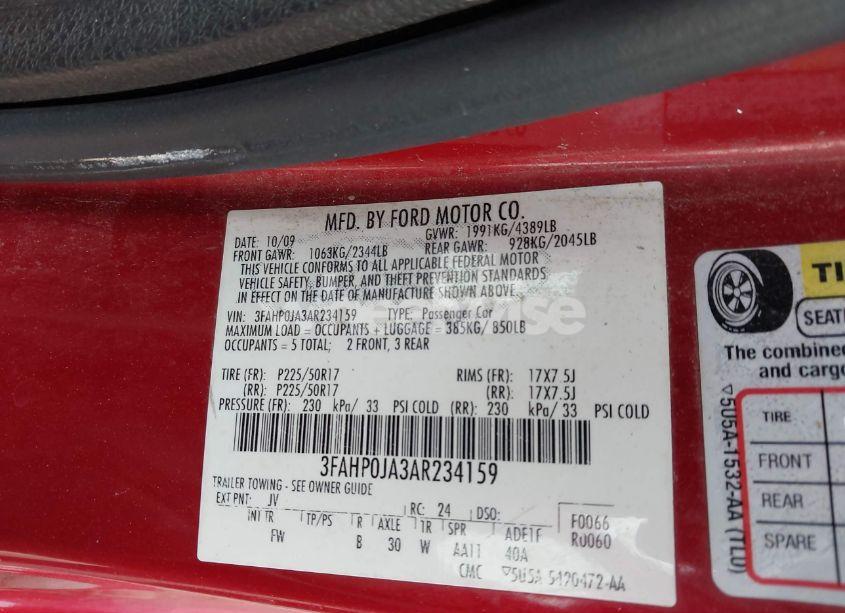 MFD. BY FORD MOTOR CO.
DATE: 10/09 GVWR: 1991KG/4389LB
FRONT GAWR: 1063KG/2344LB REAR GAWR: 928KG/2045LB
THIS VEHICLE CONFORMS TO ALL APPLICABLE FEDERAL MOTOR
VEHICLE SAFETY, BUMPER, AND THEFT PREVENTION STANDARDS
IN EFFECT ON THE DATE OF MANUFACTURE SHOWN ABOVE.
VIN: 3FAHP0JA3AR234159 TYPE: Passenger Car
MAXIMUM LOAD = OCCUPANTS + LUGGAGE = 385KG/ 850LB
OCCUPANTS = 5 TOTAL; 2 FRONT, 3 REAR
TIRE (FR): P225/50R17 RIMS (FR): 17X7.5J
(RR): P225/50R17 (RR): 17X7.5J
PRESSURE (FR): 230 kPa/ 33 PSI COLD (RR): 230 kPa/ 33 PSI COLD
3FAHP0JA3AR234159
TRAILER TOWING - SEE OWNER GUIDE
EXT PNT: JV RC: 24 DSO: F0066
INT TR TP/PS R AXLE TR SPR R0060
FW B 30 W AA11 40A
CMC ▽5U5A 5420472-AA
TI
SEATI
The combined
and cargo
TIRE
FRONT
REAR
SPARE
▽5U5A-1532-AA (TLU)